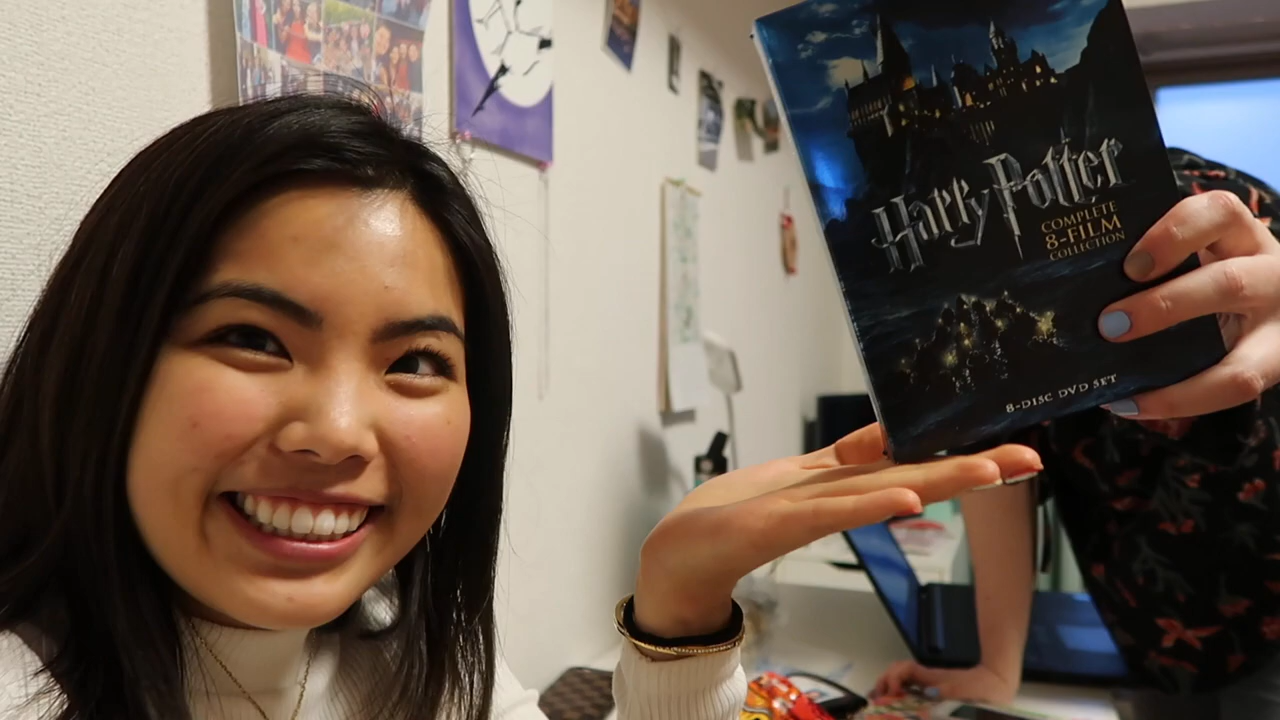 Harry Potter
COMPLETE
8-FILM
COLLECTION
8-DISC DVD SET